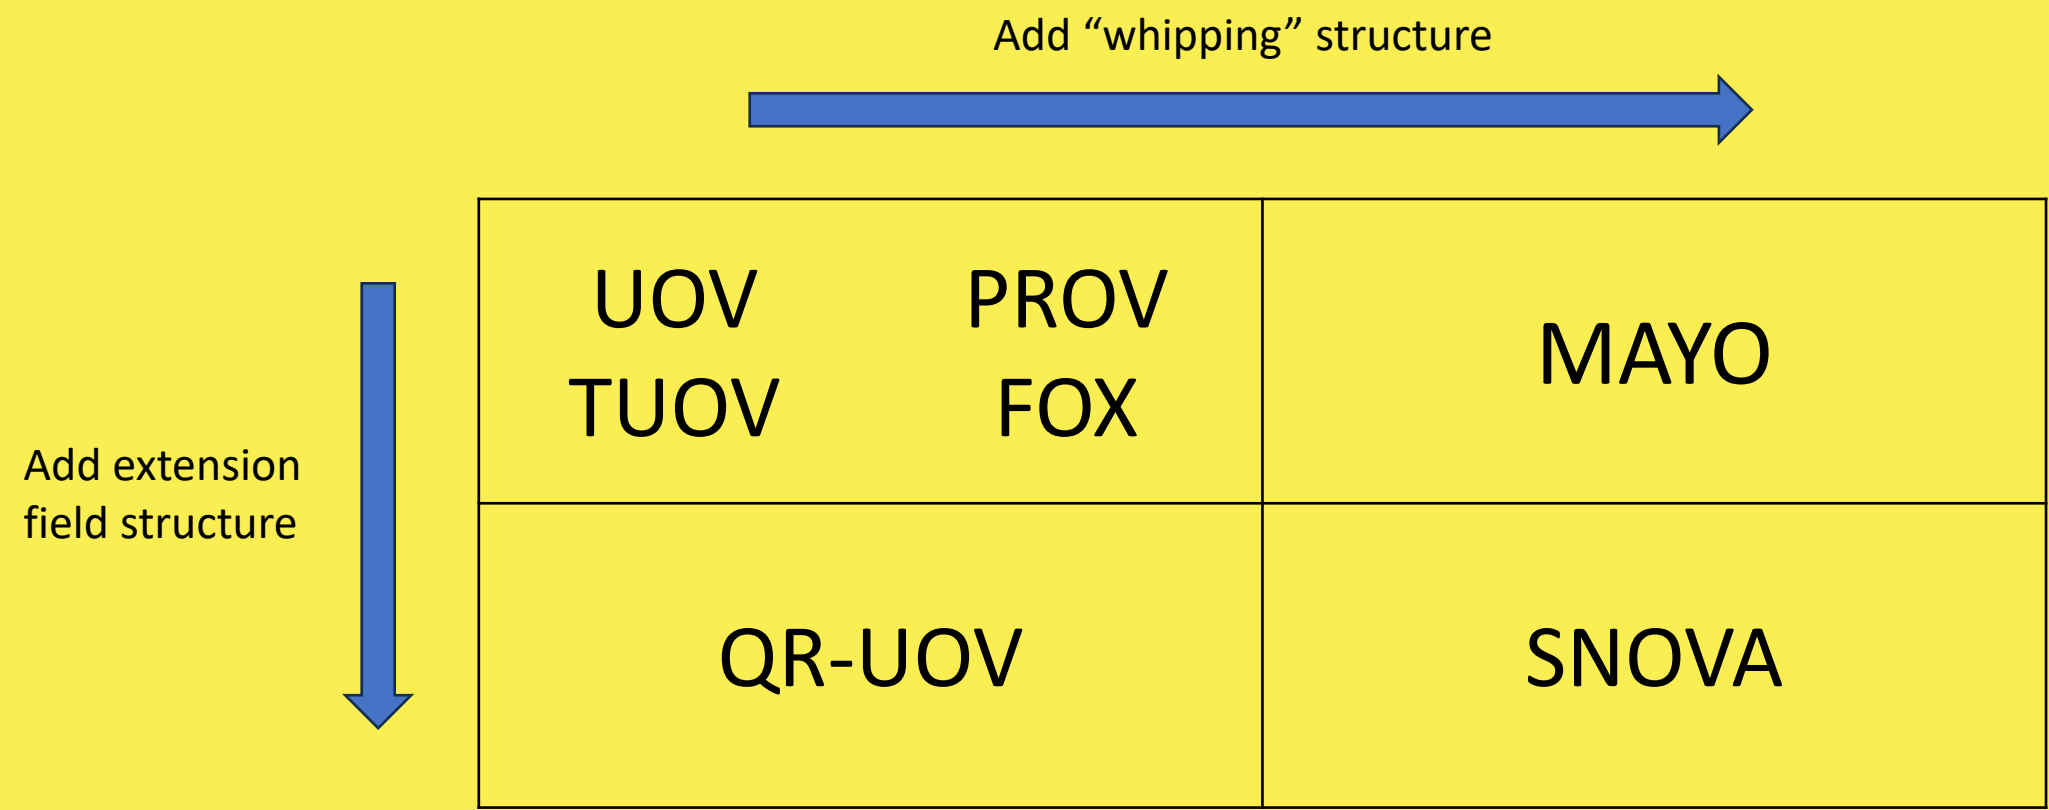 Add “whipping” structure
UOV PROV
TUOV FOX
MAYO
Add extension
field structure
QR-UOV
SNOVA